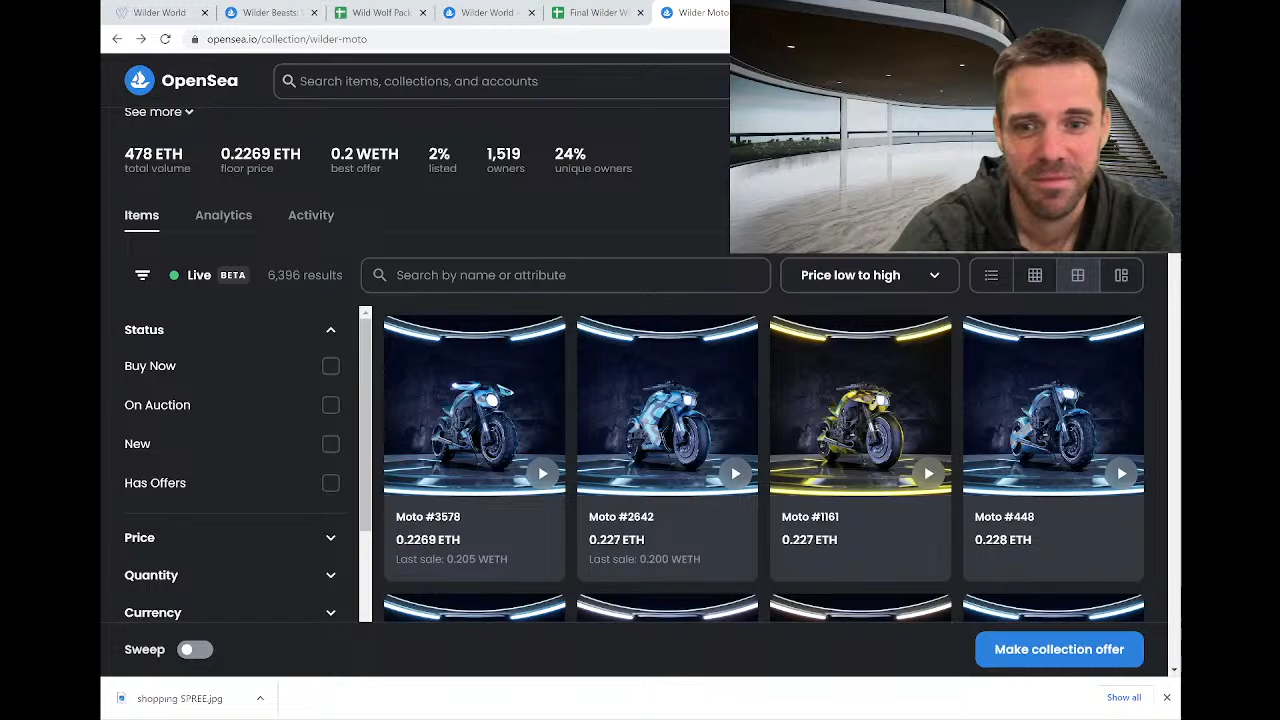 Wilder World
Wilder Beasts: W
Wild Wolf Pack
Wilder World -
Final Wilder W
Wilder Moto
opensea.io/collection/wilder-moto
OpenSea
Search items, collections, and accounts
See more
478 ETH
0.2269 ETH
0.2 WETH
2%
1,519
24%
total volume
floor price
best offer
listed
owners
unique owners
Items
Analytics
Activity
Live
BETA
6,396 results
Search by name or attribute
Price low to high
Status
Buy Now
On Auction
New
Has Offers
Price
Quantity
Currency
Moto #3578
0.2269 ETH
Last sale: 0.205 WETH
Moto #2642
0.227 ETH
Last sale: 0.200 WETH
Moto #1161
0.227 ETH
Moto #448
0.228 ETH
Sweep
Make collection offer
shopping SPREE.jpg
Show all